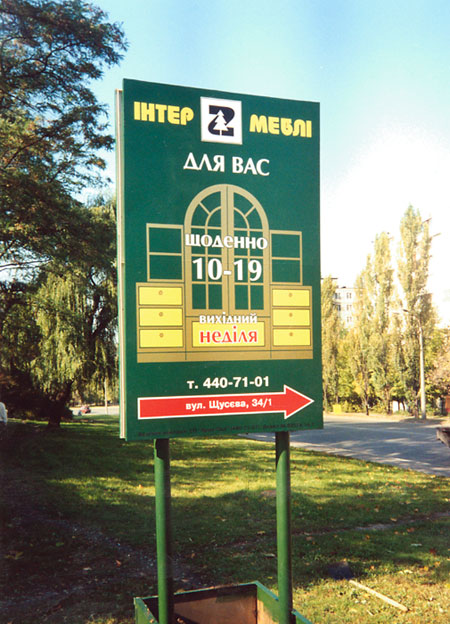 ІНТЕР МЕБЛІ
ДЛЯ ВАС
щоденно
10-19
вихідний
неділя
т. 440-71-01
вул. Щусєва, 34/1